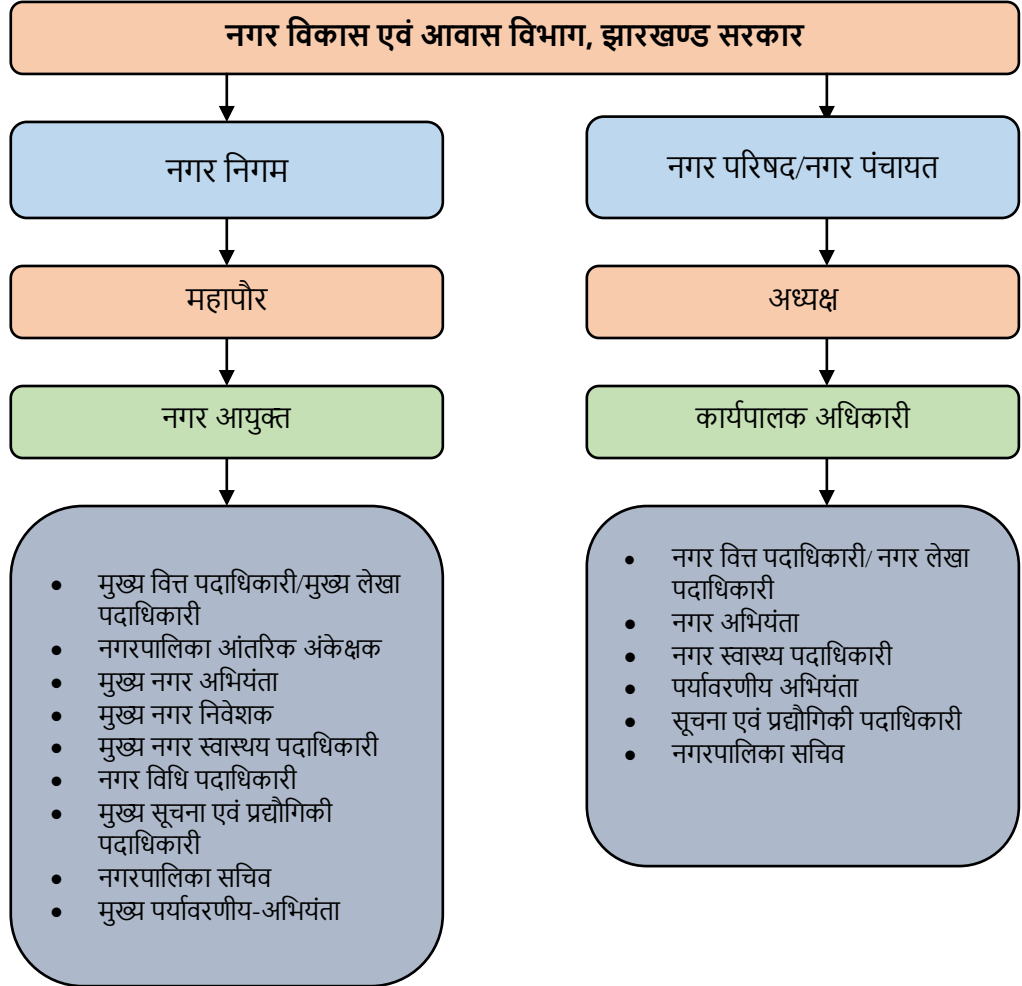 नगर विकास एवं आवास विभाग, झारखण्ड सरकार
नगर निगम
नगर परिषद/नगर पंचायत
महापौर
अध्यक्ष
नगर आयुक्त
कार्यपालक अधिकारी
• मुख्य वित्त पदाधिकारी/मुख्य लेखा
पदाधिकारी
• नगरपालिका आंतरिक अंकेक्षक
• मुख्य नगर अभियंता
• मुख्य नगर निवेशक
• मुख्य नगर स्वास्थय पदाधिकारी
• नगर विधि पदाधिकारी
• मुख्य सूचना एवं प्रद्यौगिकी
पदाधिकारी
• नगरपालिका सचिव
• मुख्य पर्यावरणीय-अभियंता
• नगर वित्त पदाधिकारी/ नगर लेखा
पदाधिकारी
• नगर अभियंता
• नगर स्वास्थ्य पदाधिकारी
• पर्यावरणीय अभियंता
• सूचना एवं प्रद्यौगिकी पदाधिकारी
• नगरपालिका सचिव